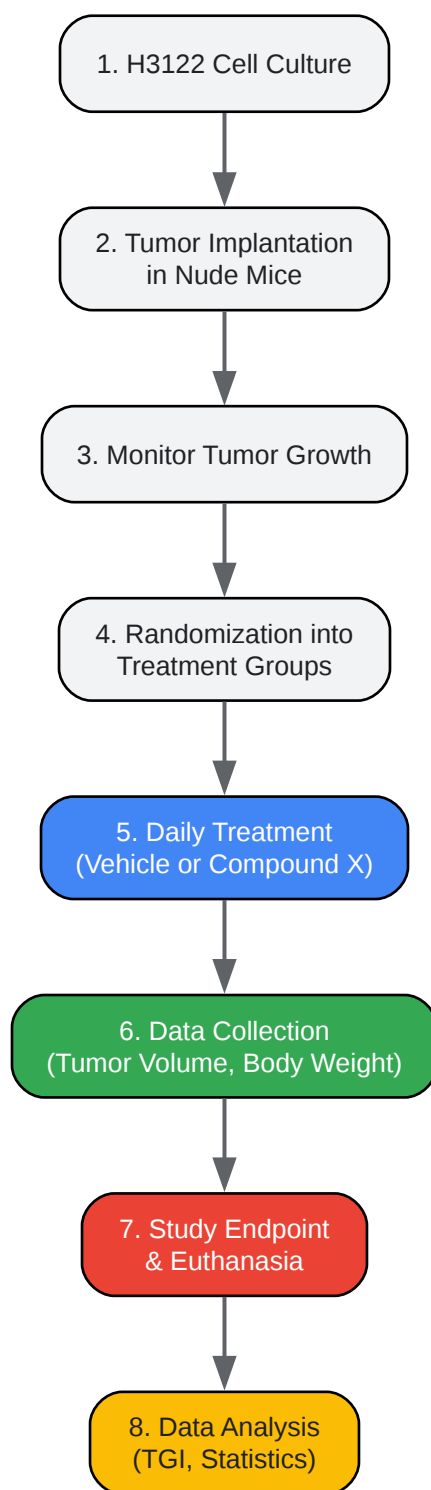 1. H3122 Cell Culture
2. Tumor Implantation
in Nude Mice
3. Monitor Tumor Growth
4. Randomization into
Treatment Groups
5. Daily Treatment
(Vehicle or Compound X)
6. Data Collection
(Tumor Volume, Body Weight)
7. Study Endpoint
& Euthanasia
8. Data Analysis
(TGI, Statistics)